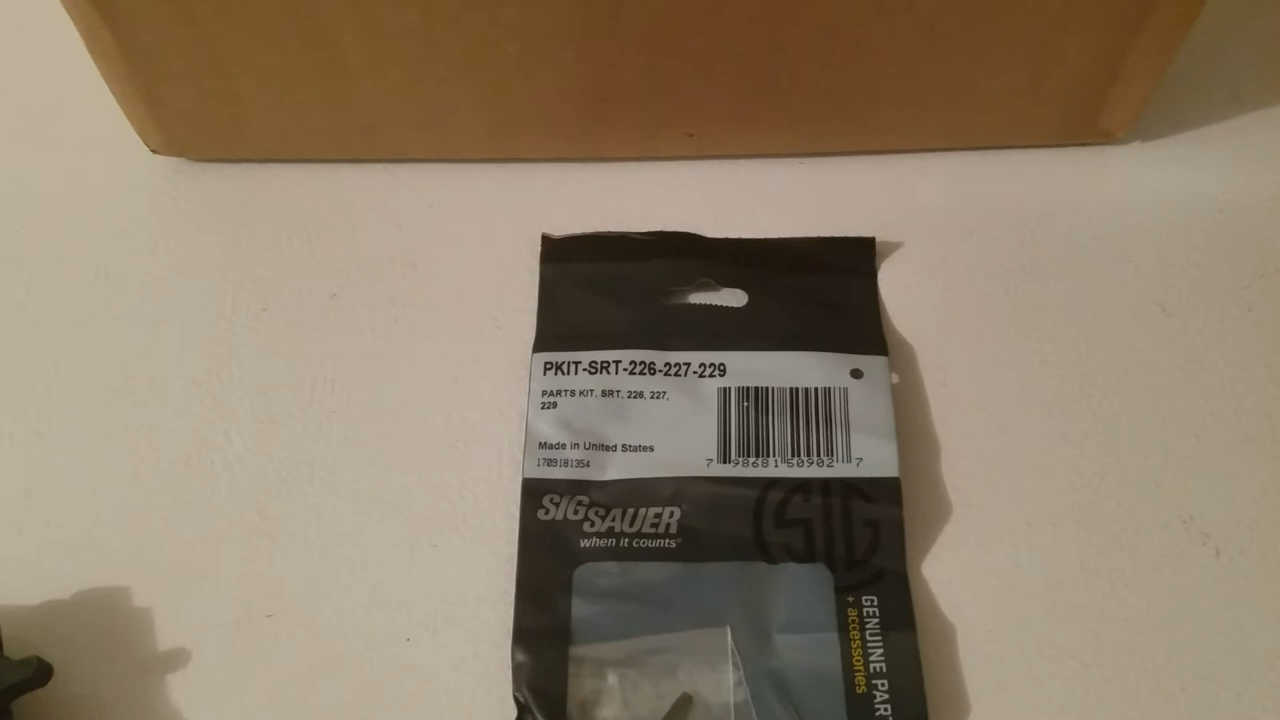 PKIT-SRT-226-227-229
PARTS KIT, SRT, 226, 227,
229
Made in United States
1709181354
7 98681 50902 7
SIG SAUER
when it counts®
SIG
GENUINE
+ accessories